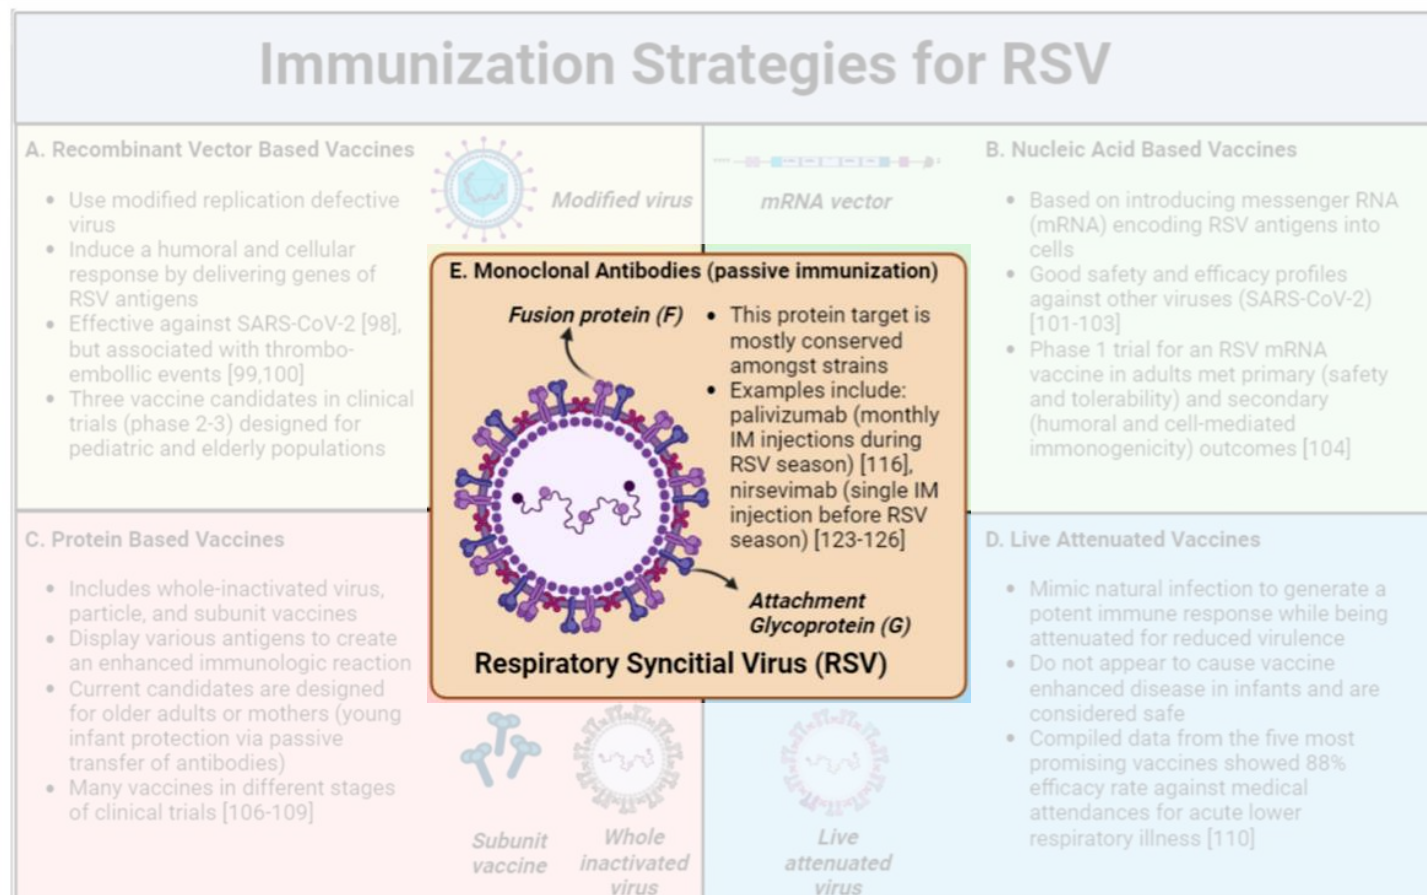 Immunization Strategies for RSV
A. Recombinant Vector Based Vaccines
• Use modified replication defective
virus
• Induce a humoral and cellular
response by delivering genes of
RSV antigens
• Effective against SARS-CoV-2 [98],
but associated with thrombo-
embollic events [99,100]
• Three vaccine candidates in clinical
trials (phase 2-3) designed for
pediatric and elderly populations
Modified virus
mRNA vector
B. Nucleic Acid Based Vaccines
• Based on introducing messenger RNA
(mRNA) encoding RSV antigens into
cells
• Good safety and efficacy profiles
against other viruses (SARS-CoV-2)
[101-103]
• Phase 1 trial for an RSV mRNA
vaccine in adults met primary (safety
and tolerability) and secondary
(humoral and cell-mediated
immonogenicity) outcomes [104]
E. Monoclonal Antibodies (passive immunization)
Fusion protein (F)
• This protein target is
mostly conserved
amongst strains
• Examples include:
palivizumab (monthly
IM injections during
RSV season) [116],
nirsevimab (single IM
injection before RSV
season) [123-126]
Attachment
Glycoprotein (G)
Respiratory Syncitial Virus (RSV)
C. Protein Based Vaccines
• Includes whole-inactivated virus,
particle, and subunit vaccines
• Display various antigens to create
an enhanced immunologic reaction
• Current candidates are designed
for older adults or mothers (young
infant protection via passive
transfer of antibodies)
• Many vaccines in different stages
of clinical trials [106-109]
Subunit
vaccine
Whole
inactivated
virus
D. Live Attenuated Vaccines
• Mimic natural infection to generate a
potent immune response while being
attenuated for reduced virulence
• Do not appear to cause vaccine
enhanced disease in infants and are
considered safe
• Compiled data from the five most
promising vaccines showed 88%
efficacy rate against medical
attendances for acute lower
respiratory illness [110]
Live
attenuated
virus